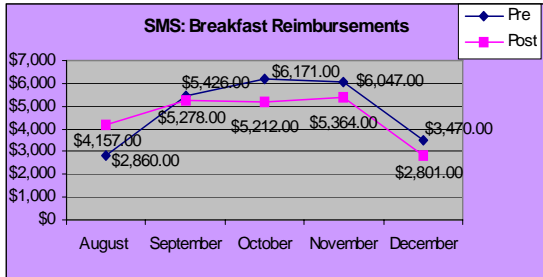 SMS: Breakfast Reimbursements
Pre
Post
$7,000
$6,000
$5,000
$4,000
$3,000
$2,000
$1,000
$0
$5,426.00
$6,171.00
$6,047.00
$3,470.00
$2,860.00
$4,157.00
$5,278.00
$5,212.00
$5,364.00
$2,801.00
August
September
October
November
December